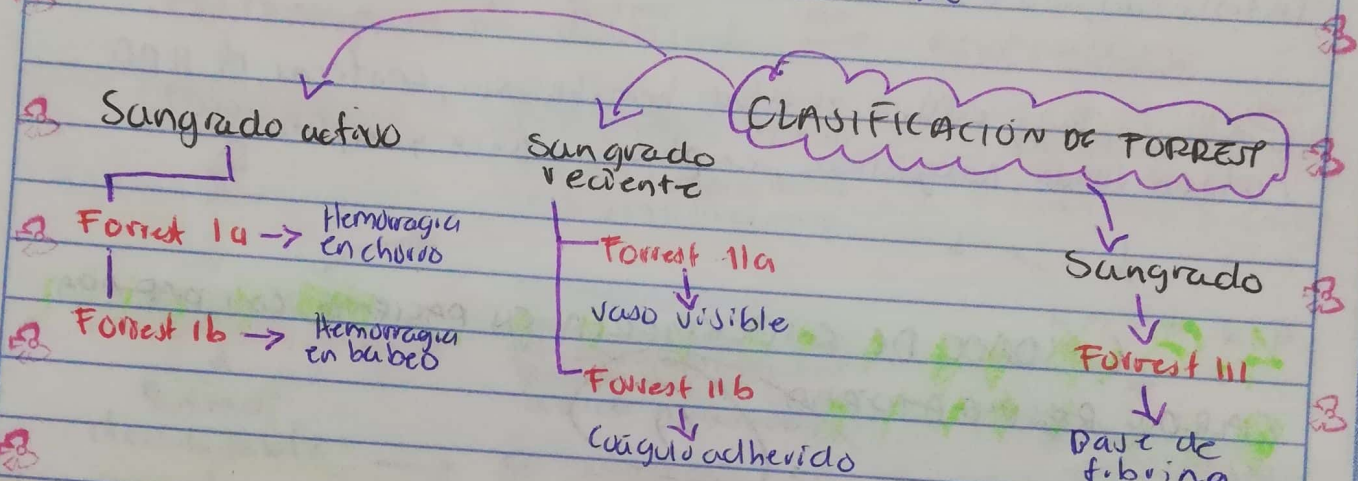 CLASIFICACIÓN DE FORREST
Sangrado activo
Forrest Ia → Hemorragia
en chorro
Forrest Ib → Hemorragia
en babeo
Sangrado
reciente
Forrest IIa
vaso visible
Forrest IIb
Coágulo adherido
Sangrado
Forrest III
Base de
fibrina